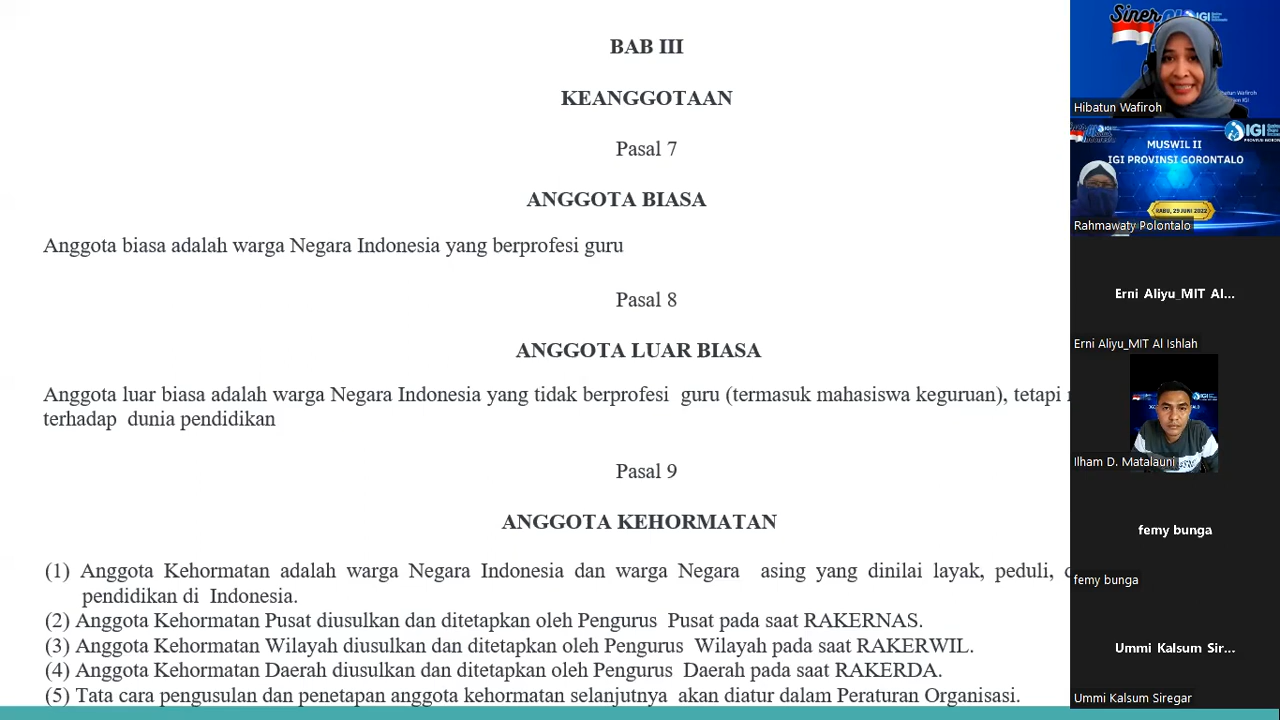 BAB III
KEANGGOTAAN
Pasal 7
ANGGOTA BIASA
Anggota biasa adalah warga Negara Indonesia yang berprofesi guru
Pasal 8
ANGGOTA LUAR BIASA
Anggota luar biasa adalah warga Negara Indonesia yang tidak berprofesi guru (termasuk mahasiswa keguruan), tetapi
terhadap dunia pendidikan
Pasal 9
ANGGOTA KEHORMATAN
(1) Anggota Kehormatan adalah warga Negara Indonesia dan warga Negara asing yang dinilai layak, peduli,
pendidikan di Indonesia.
(2) Anggota Kehormatan Pusat diusulkan dan ditetapkan oleh Pengurus Pusat pada saat RAKERNAS.
(3) Anggota Kehormatan Wilayah diusulkan dan ditetapkan oleh Pengurus Wilayah pada saat RAKERWIL.
(4) Anggota Kehormatan Daerah diusulkan dan ditetapkan oleh Pengurus Daerah pada saat RAKERDA.
(5) Tata cara pengusulan dan penetapan anggota kehormatan selanjutnya akan diatur dalam Peraturan Organisasi.
Hibatun Wafiroh
IGI
MUSWIL II
IGI PROVINSI GORONTALO
RABU, 29 JUNI 2022
Rahmawaty Polontalo
Erni Aliyu_MIT Al...
Erni Aliyu_MIT Al Ishlah
Ilham D. Matalauni
femy bunga
femy bunga
Ummi Kalsum Sir...
Ummi Kalsum Siregar